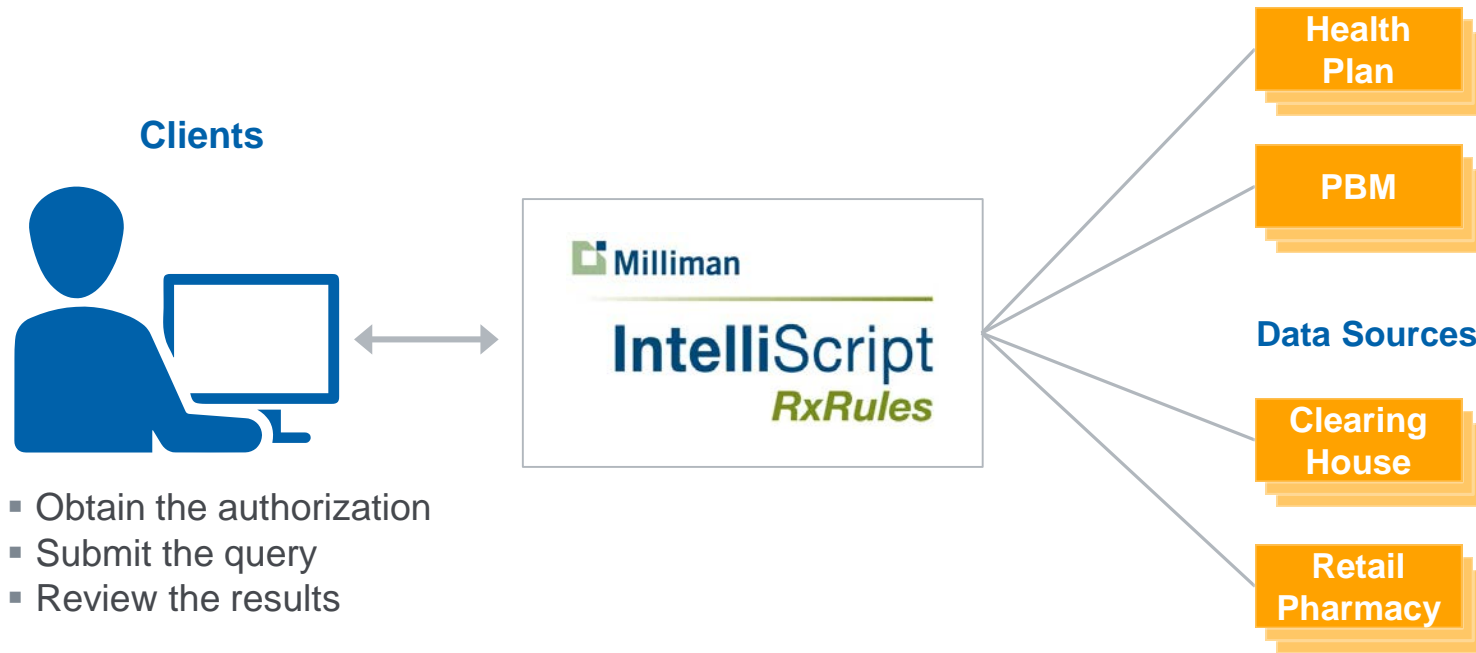 Clients
▪ Obtain the authorization
▪ Submit the query
▪ Review the results
Milliman
IntelliScript
RxRules
Health
Plan
PBM
Data Sources
Clearing
House
Retail
Pharmacy